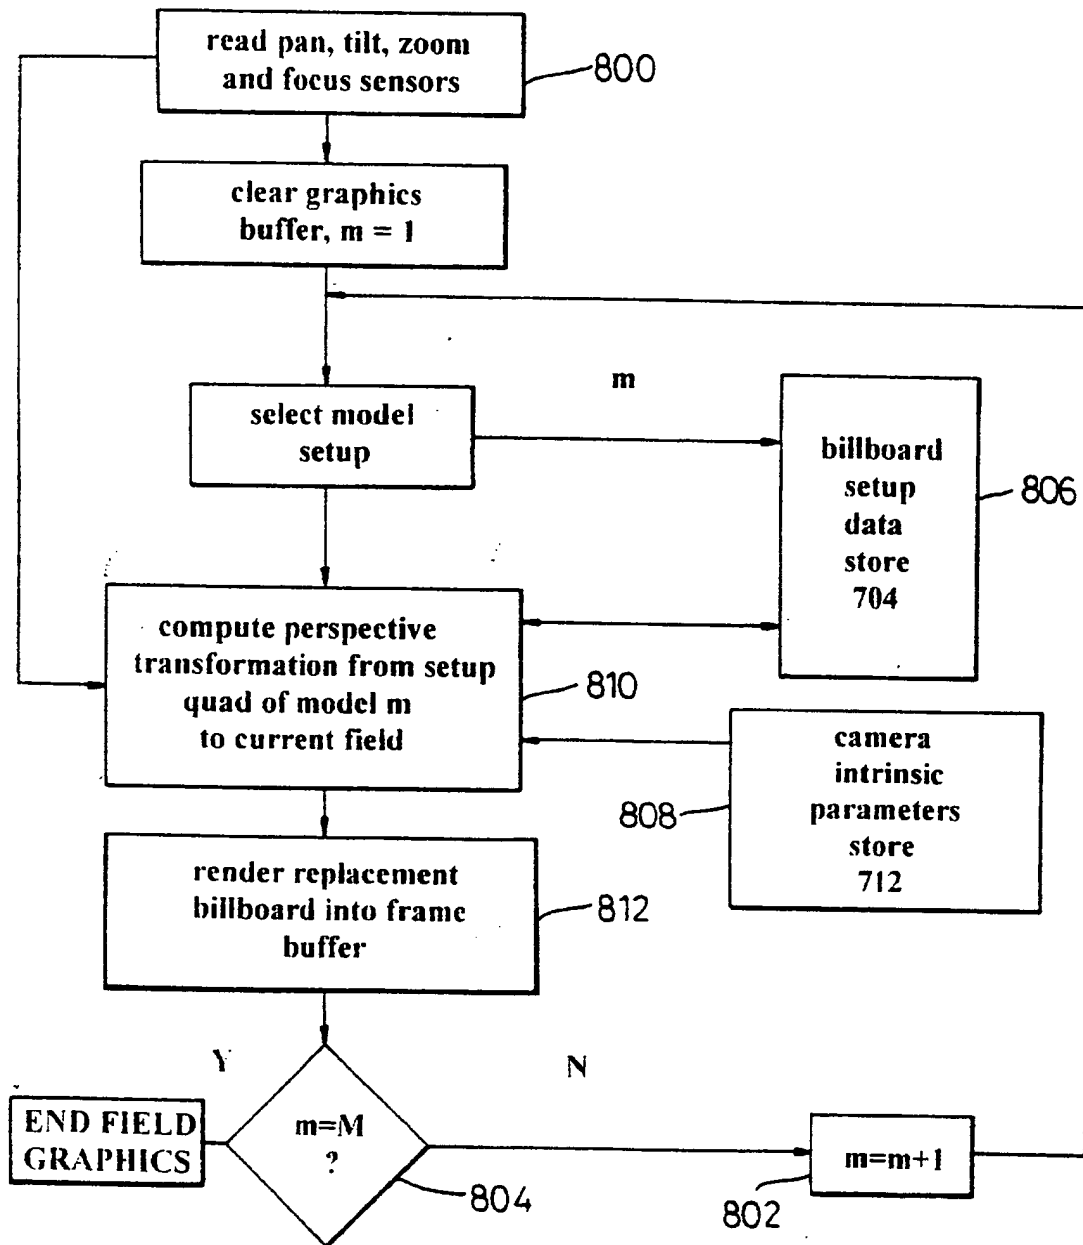 read pan, tilt, zoom
and focus sensors
800
clear graphics
buffer, m = 1
select model
setup
m
billboard
setup
data
store
704
806
compute perspective
transformation from setup
quad of model m
to current field
810
camera
intrinsic
parameters
store
712
808
render replacement
billboard into frame
buffer
812
Y
N
END FIELD
GRAPHICS
m=M
?
804
m=m+1
802